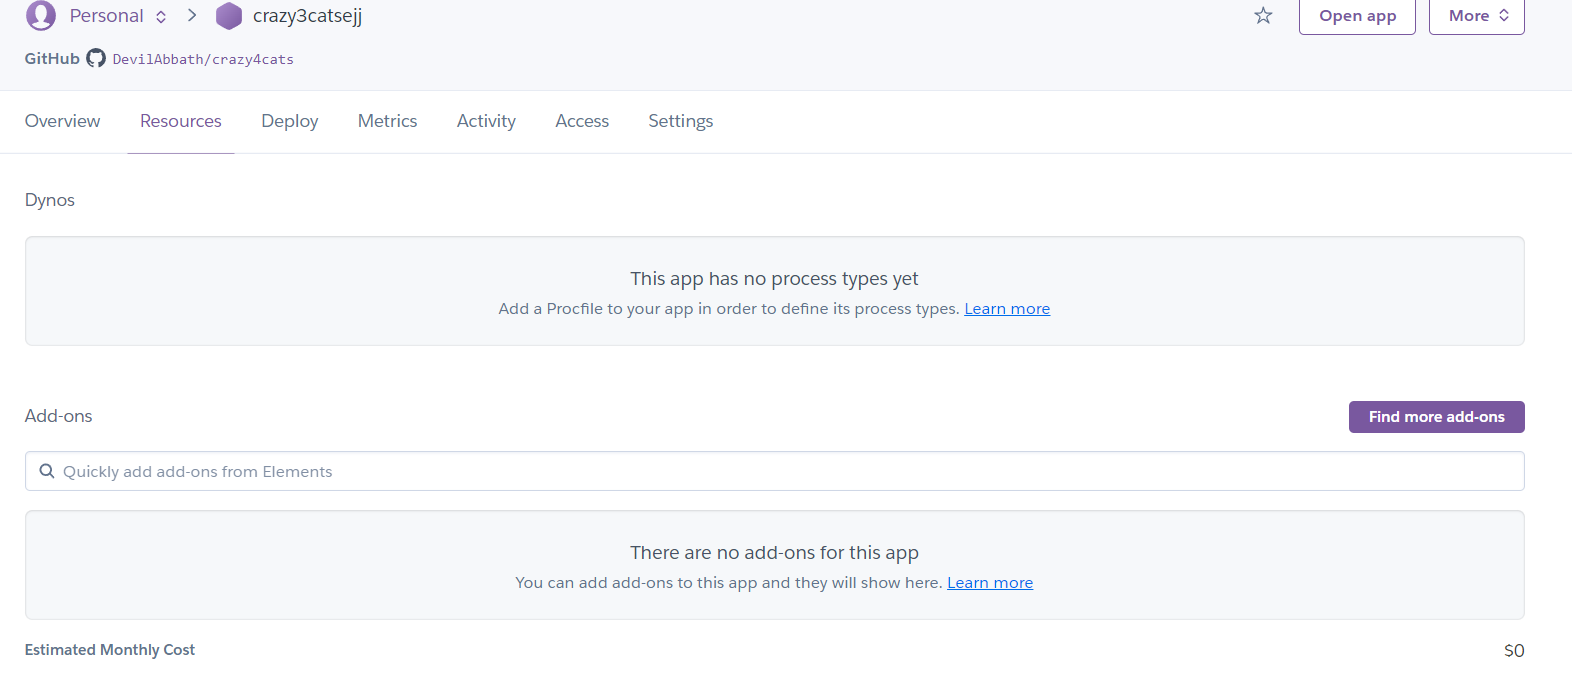 Personal crazy3catsejj Open app More
GitHub DevilAbbath/crazy4cats
Overview Resources Deploy Metrics Activity Access Settings
Dynos
This app has no process types yet
Add a Procfile to your app in order to define its process types. Learn more
Add-ons Find more add-ons
Quickly add add-ons from Elements
There are no add-ons for this app
You can add add-ons to this app and they will show here. Learn more
Estimated Monthly Cost $0